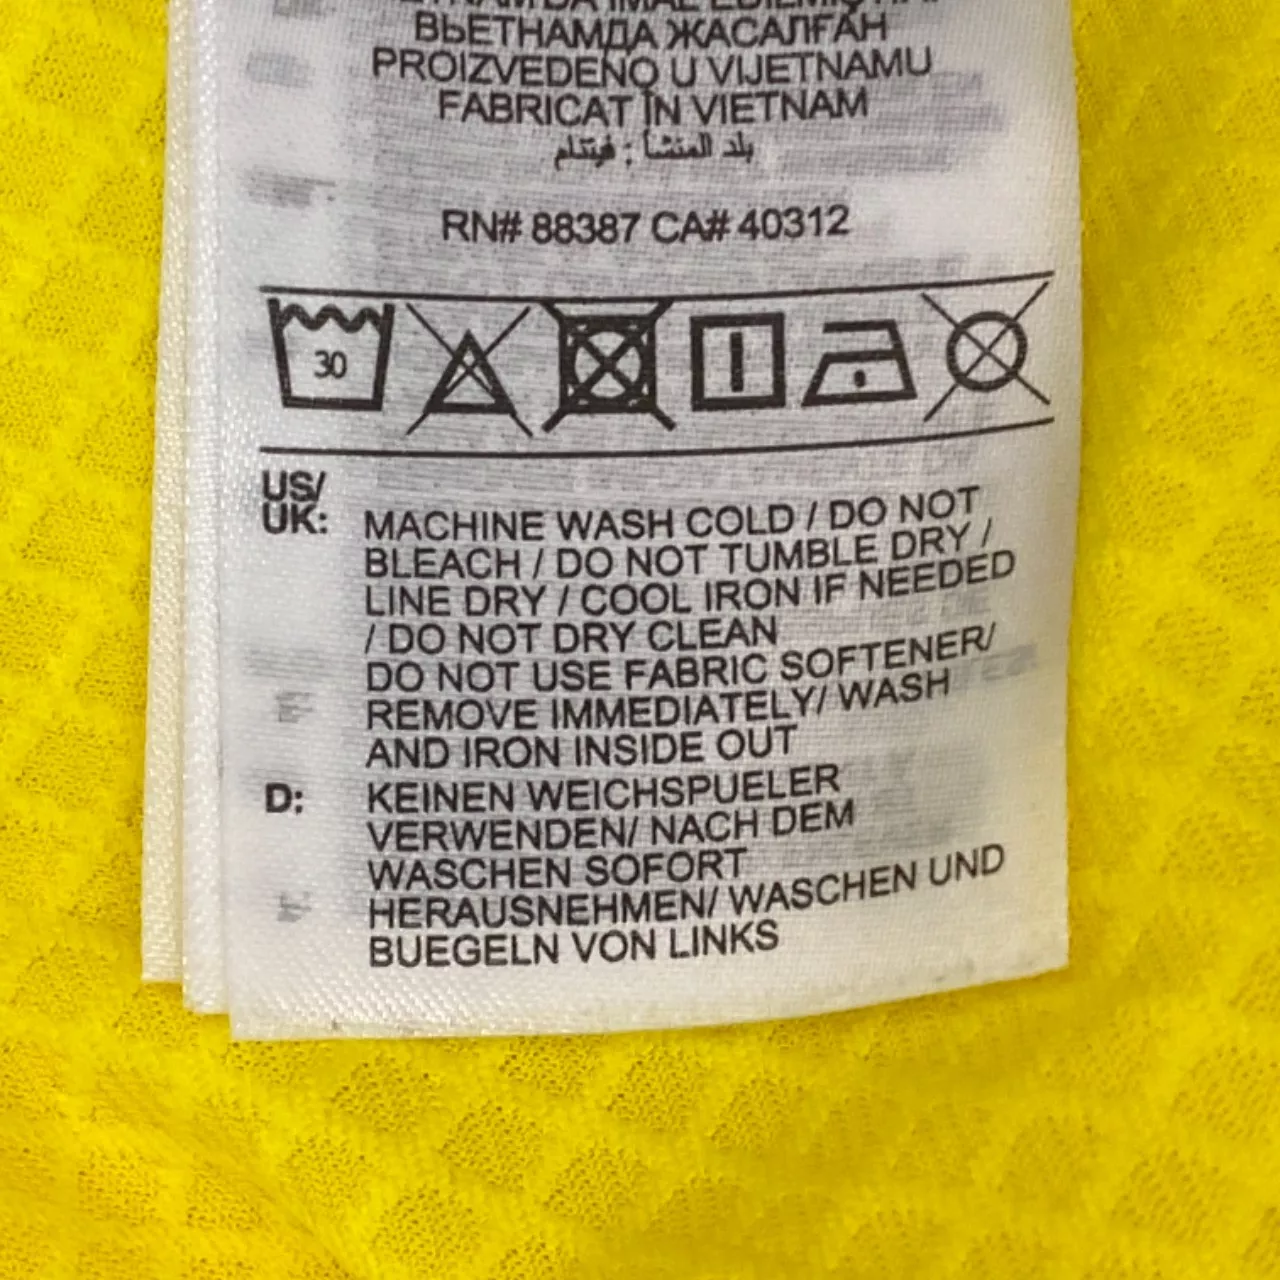 ВЬЕТНАМДА ЖАСАЛҒАН
PROIZVEDENO U VIJETNAMU
FABRICAT ÎN VIETNAM
بلد المنشأ : فيتنام
RN# 88387 CA# 40312
30
US/
UK:
MACHINE WASH COLD / DO NOT
BLEACH / DO NOT TUMBLE DRY /
LINE DRY / COOL IRON IF NEEDED
/ DO NOT DRY CLEAN
DO NOT USE FABRIC SOFTENER/
REMOVE IMMEDIATELY/ WASH
AND IRON INSIDE OUT
D:
KEINEN WEICHSPUELER
VERWENDEN/ NACH DEM
WASCHEN SOFORT
HERAUSNEHMEN/ WASCHEN UND
BUEGELN VON LINKS